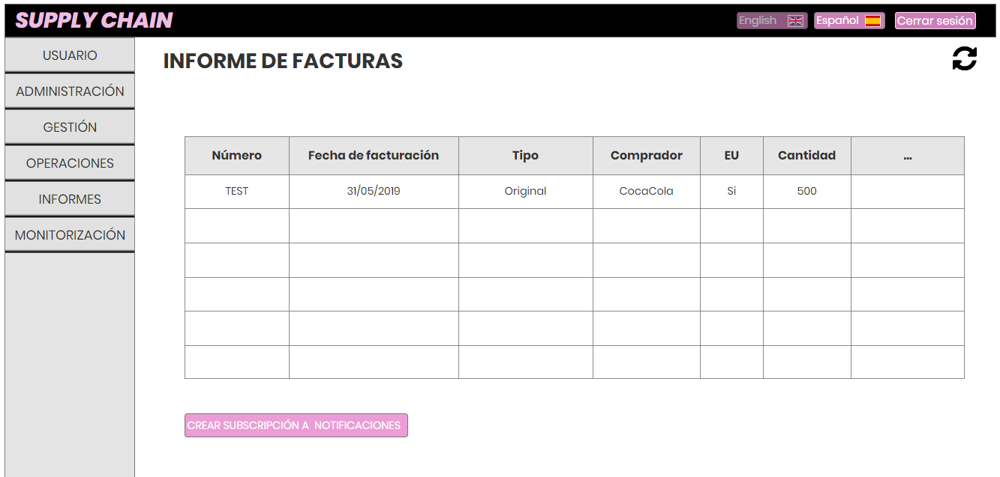 SUPPLY CHAIN
English
Español
Cerrar sesión
USUARIO
INFORME DE FACTURAS
ADMINISTRACIÓN
GESTIÓN
OPERACIONES
INFORMES
MONITORIZACIÓN
Número Fecha de facturación Tipo Comprador EU Cantidad ...
TEST 31/05/2019 Original CocaCola Si 500
CREAR SUBSCRIPCIÓN A NOTIFICACIONES